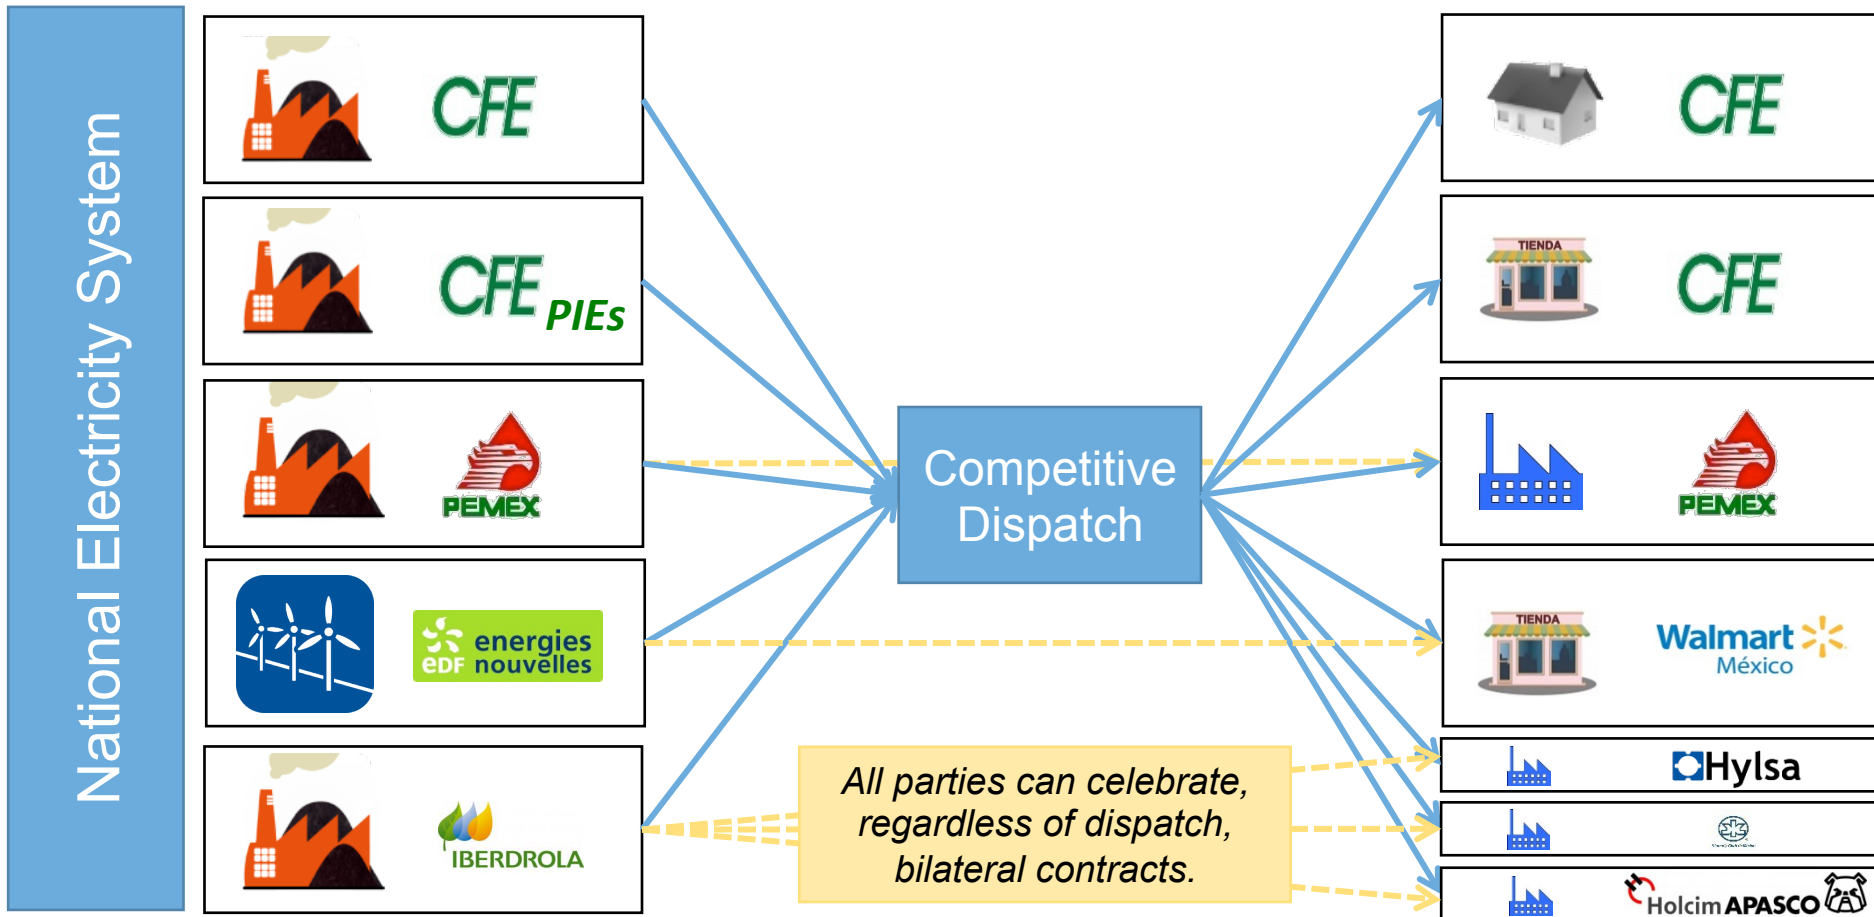 National Electricity System
CFE
CFE PIEs
PEMEX
eDF energies
nouvelles
IBERDROLA
Competitive
Dispatch
All parties can celebrate,
regardless of dispatch,
bilateral contracts.
CFE
TIENDA
CFE
PEMEX
TIENDA
Walmart
México
Hylsa
Holcim APASCO